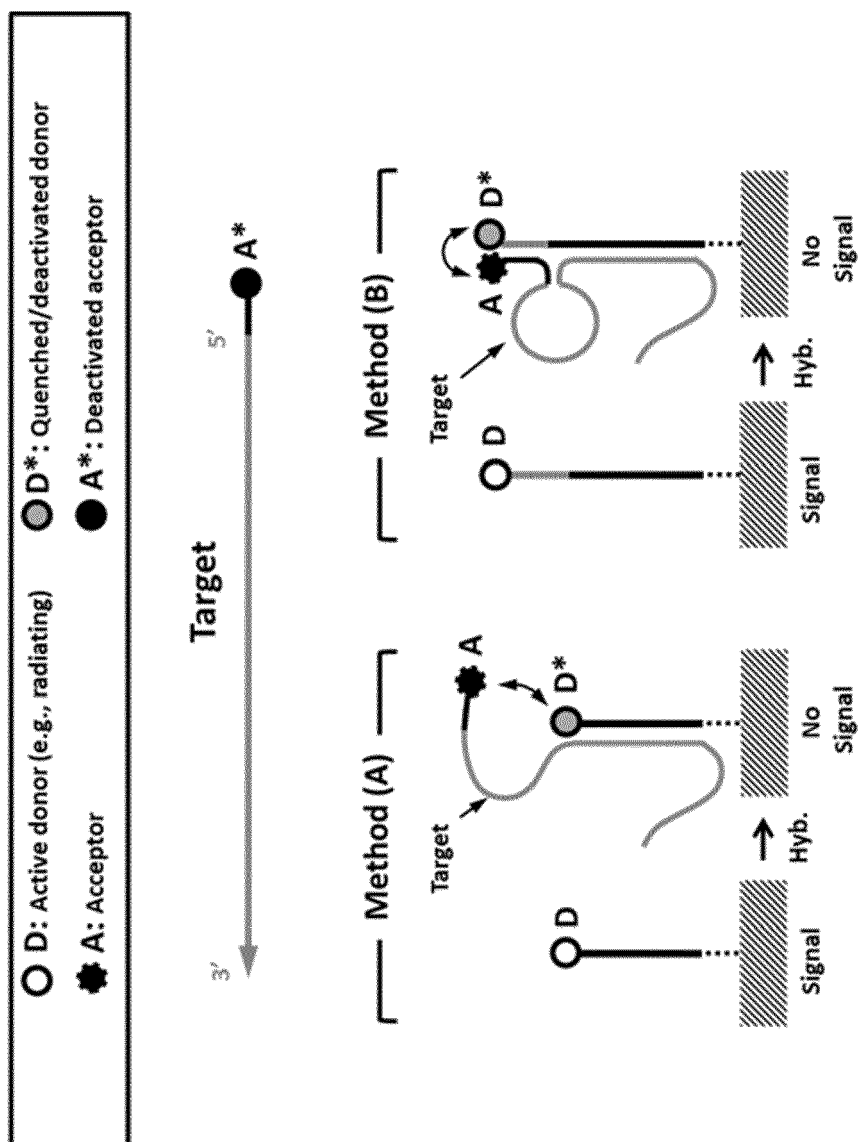 D: Active donor (e.g., radiating)
D*: Quenched/deactivated donor
A: Acceptor
A*: Deactivated acceptor
Target
3′
5′
A*
Method (A)
Method (B)
D
Target
A
D*
D
Target
A
D*
Signal
Hyb.
No
Signal
Signal
Hyb.
No
Signal